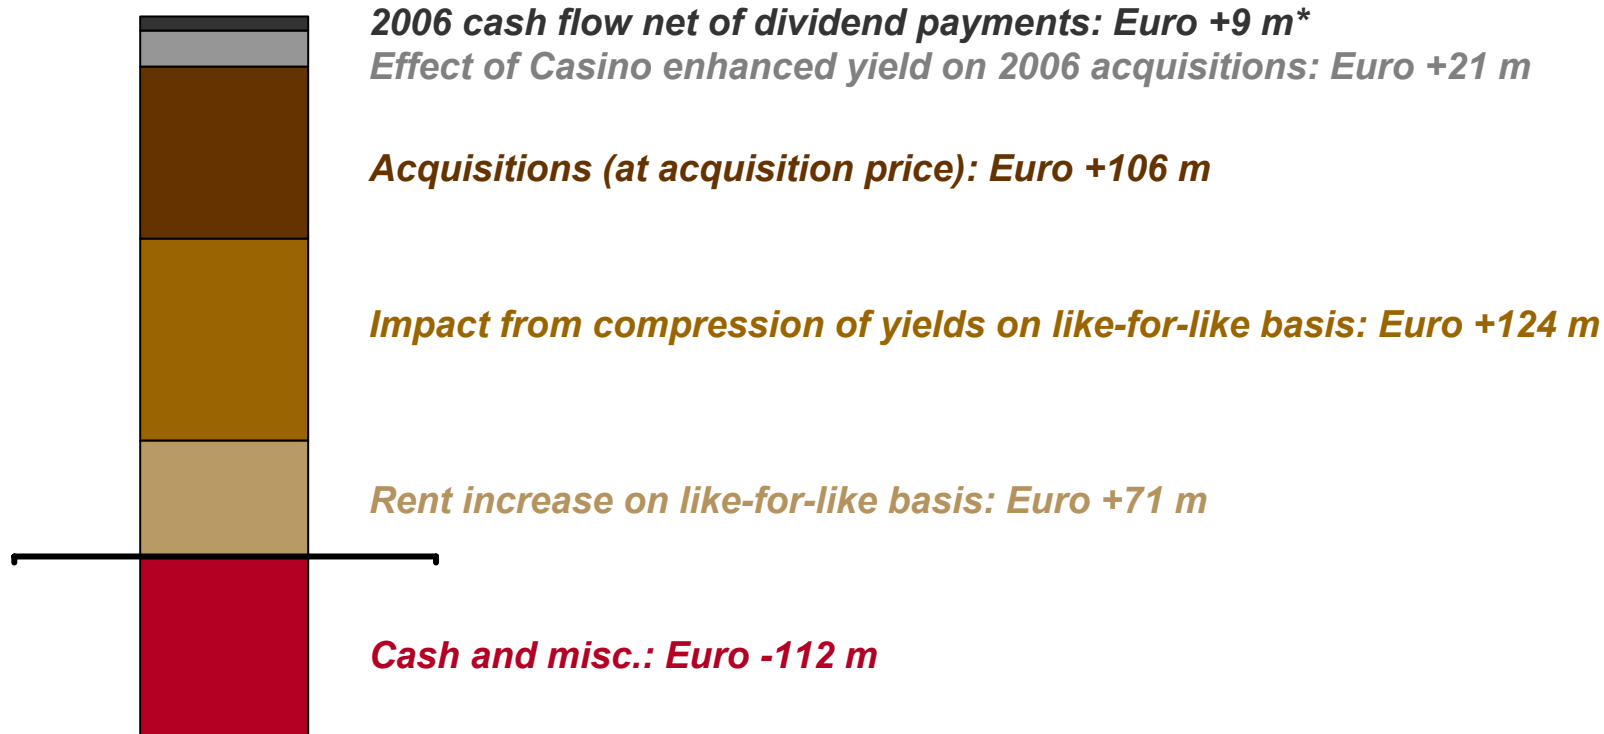 2006 cash flow net of dividend payments: Euro +9 m*
Effect of Casino enhanced yield on 2006 acquisitions: Euro +21 m
Acquisitions (at acquisition price): Euro +106 m
Impact from compression of yields on like-for-like basis: Euro +124 m
Rent increase on like-for-like basis: Euro +71 m
Cash and misc.: Euro -112 m